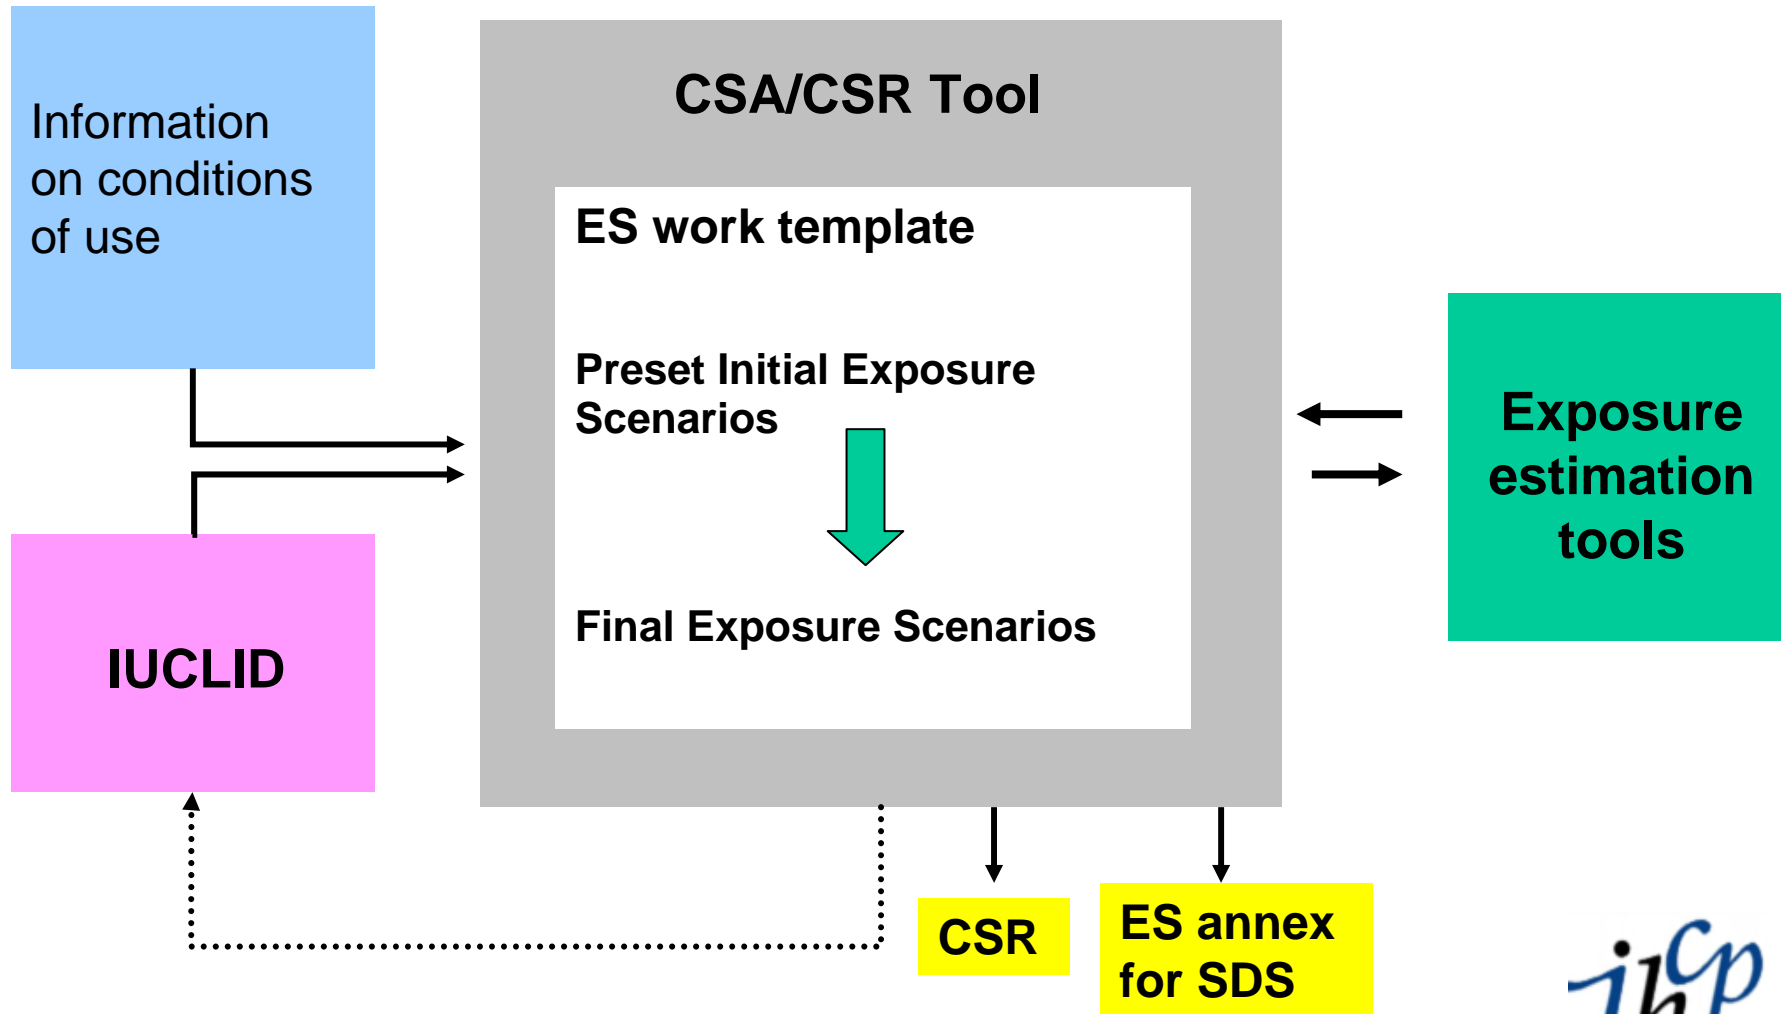 Information
on conditions
of use
CSA/CSR Tool
ES work template
Preset Initial Exposure
Scenarios
Final Exposure Scenarios
Exposure
estimation
tools
IUCLID
CSR
ES annex
for SDS
ihcp